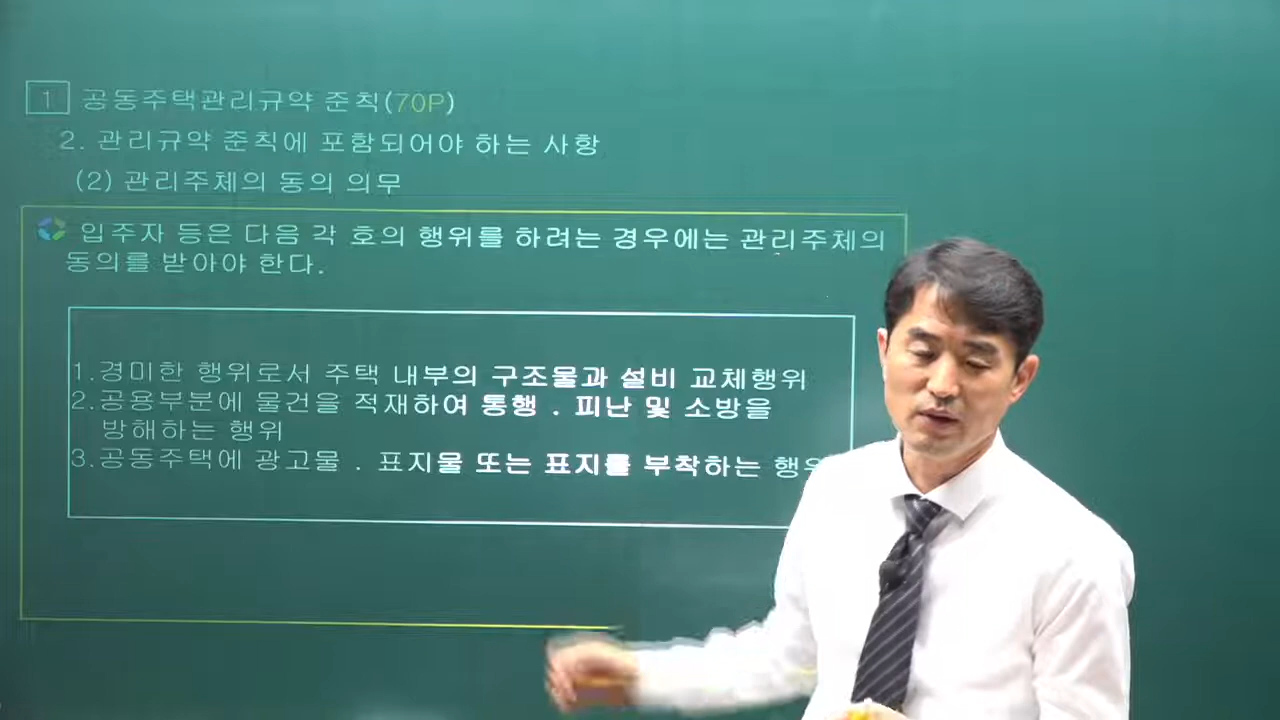 1 공동주택관리규약 준칙(70P)
2. 관리규약 준칙에 포함되어야 하는 사항
(2) 관리주체의 동의 의무
입주자 등은 다음 각 호의 행위를 하려는 경우에는 관리주체의
동의를 받아야 한다.
1.경미한 행위로서 주택 내부의 구조물과 설비 교체행위
2.공용부분에 물건을 적재하여 통행 . 피난 및 소방을
방해하는 행위
3.공동주택에 광고물 . 표지물 또는 표지를 부착하는 행위